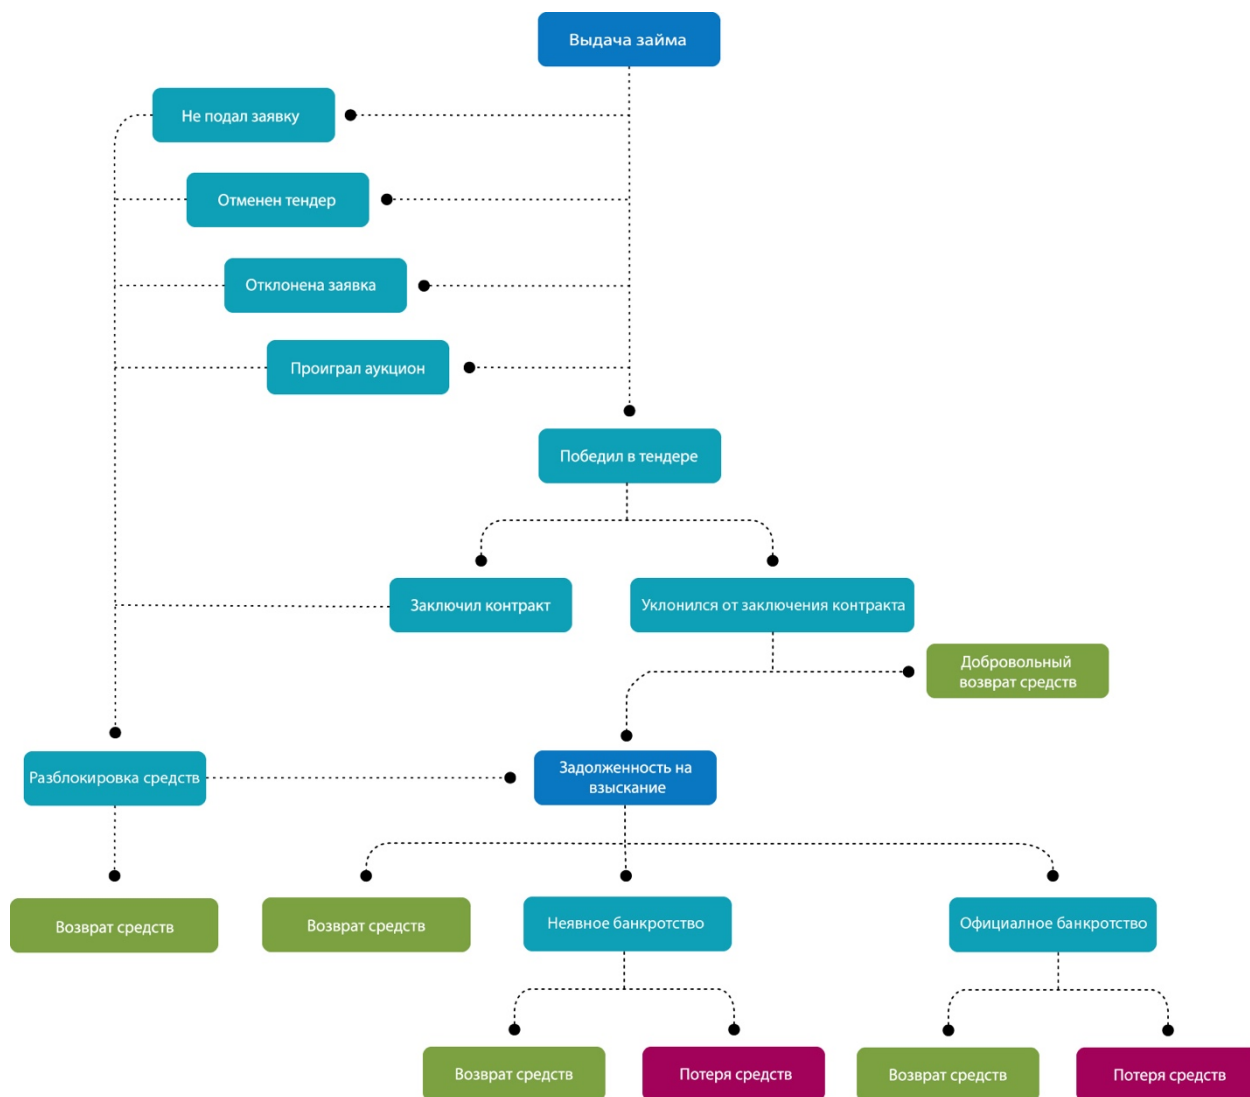 Выдача займа
Не подал заявку
Отменен тендер
Отклонена заявка
Проиграл аукцион
Победил в тендере
Заключил контракт
Уклонился от заключения контракта
Добровольный
возврат средств
Разблокировка средств
Задолженность на
взыскание
Возврат средств
Возврат средств
Неявное банкротство
Официалное банкротство
Возврат средств
Потеря средств
Возврат средств
Потеря средств